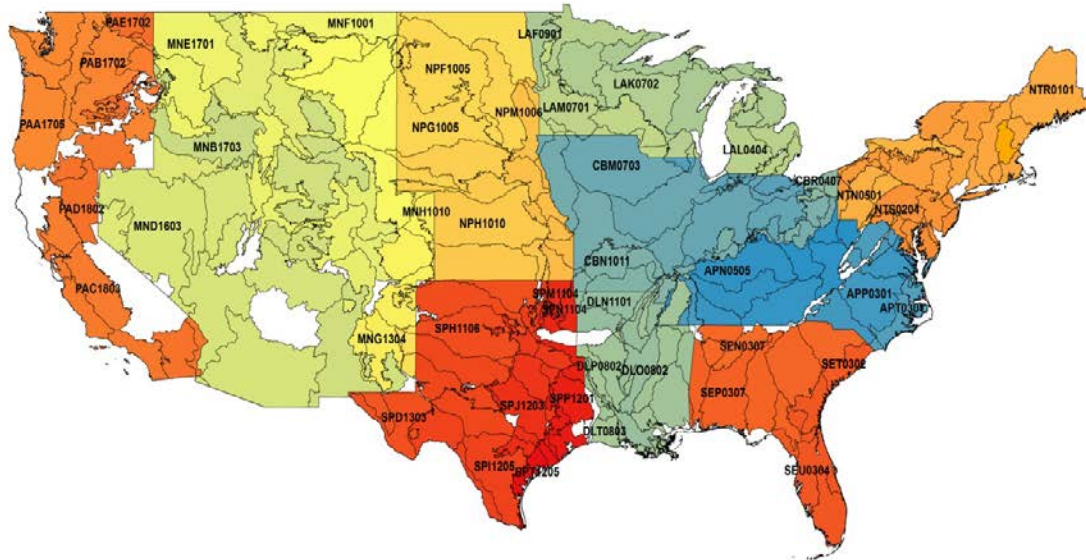 PAE1702
MNE1701
MNF1001
LAF0901
PAB1702
NPF1005
LAK0702
NTR0101
PAA1705
NPM1006
LAM0701
NPG1005
MNB1703
LAL0404
CBM0703
CBR0407
NTN0501
PAD1802
MNH1010
NTS0204
MND1603
NPH1010
CBN1011
APN0505
PAC1803
APP0301
SPM1104
DLN1101
SPN1104
SPH1106
MNG1304
SEN0307
SET0302
DLP0802
DLO0802
SPD1303
SPJ1203
SPP1201
SEP0307
DLT0803
SPI1205
SEU0304